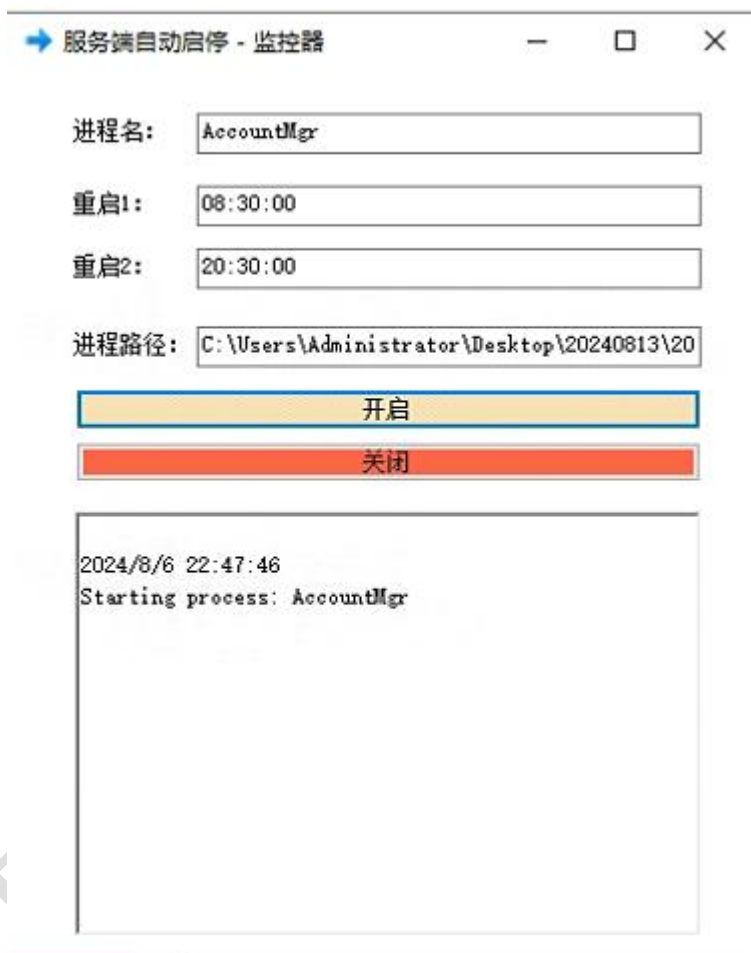 服务端自动启停 - 监控器
进程名: AccountMgr
重启1: 08:30:00
重启2: 20:30:00
进程路径: C:\Users\Administrator\Desktop\20240813\20
开启
关闭
2024/8/6 22:47:46
Starting process: AccountMgr